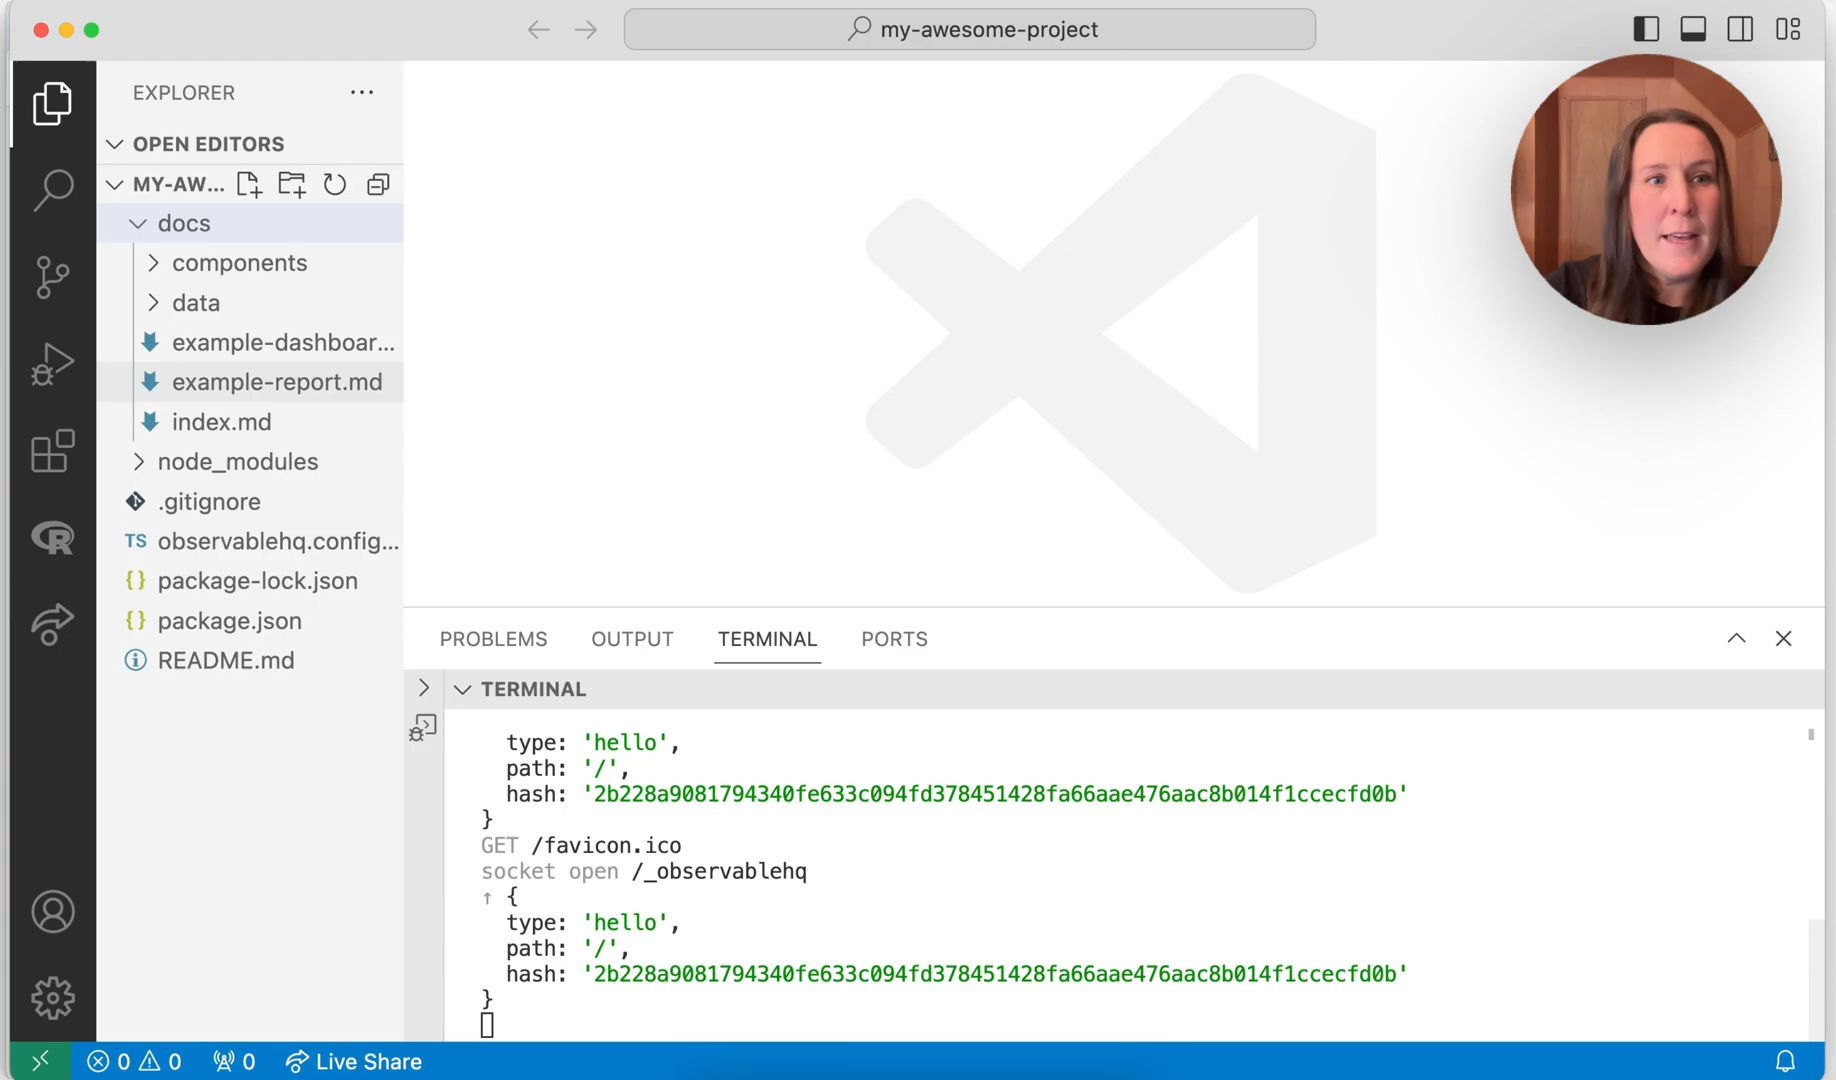 my-awesome-project
EXPLORER
OPEN EDITORS
MY-AW...
docs
components
data
example-dashboar...
example-report.md
index.md
node_modules
.gitignore
TS observablehq.config...
{} package-lock.json
{} package.json
README.md
PROBLEMS OUTPUT TERMINAL PORTS
TERMINAL
type: 'hello',
path: '/',
hash: '2b228a9081794340fe633c094fd378451428fa66aae476aac8b014f1ccecfd0b'
}
GET /favicon.ico
socket open /_observablehq
↑ {
type: 'hello',
path: '/',
hash: '2b228a9081794340fe633c094fd378451428fa66aae476aac8b014f1ccecfd0b'
}
R
0 0 0 Live Share